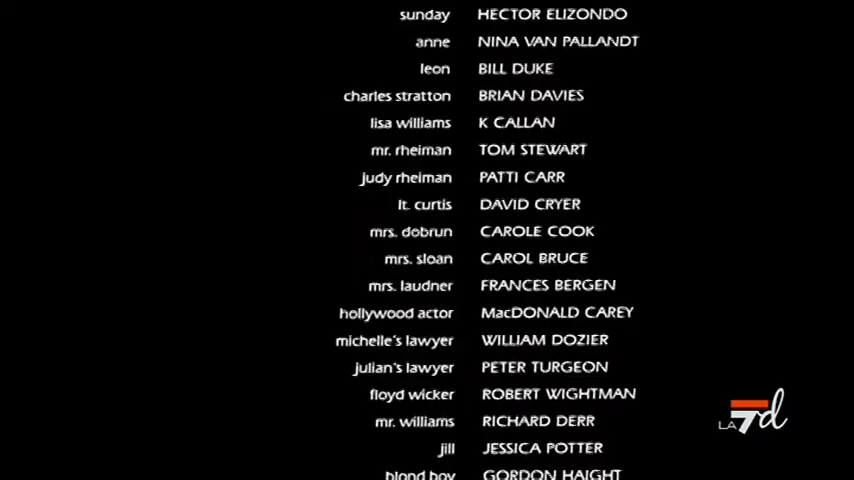 sunday HECTOR ELIZONDO
anne NINA VAN PALLANDT
leon BILL DUKE
charles stratton BRIAN DAVIES
lisa williams K CALLAN
mr. rheiman TOM STEWART
judy rheiman PATTI CARR
lt. curtis DAVID CRYER
mrs. dobrun CAROLE COOK
mrs. sloan CAROL BRUCE
mrs. laudner FRANCES BERGEN
hollywood actor MacDONALD CAREY
michelle's lawyer WILLIAM DOZIER
julian's lawyer PETER TURGEON
floyd wicker ROBERT WIGHTMAN
mr. williams RICHARD DERR
jill JESSICA POTTER
blond boy GORDON HAIGHT
LA7d